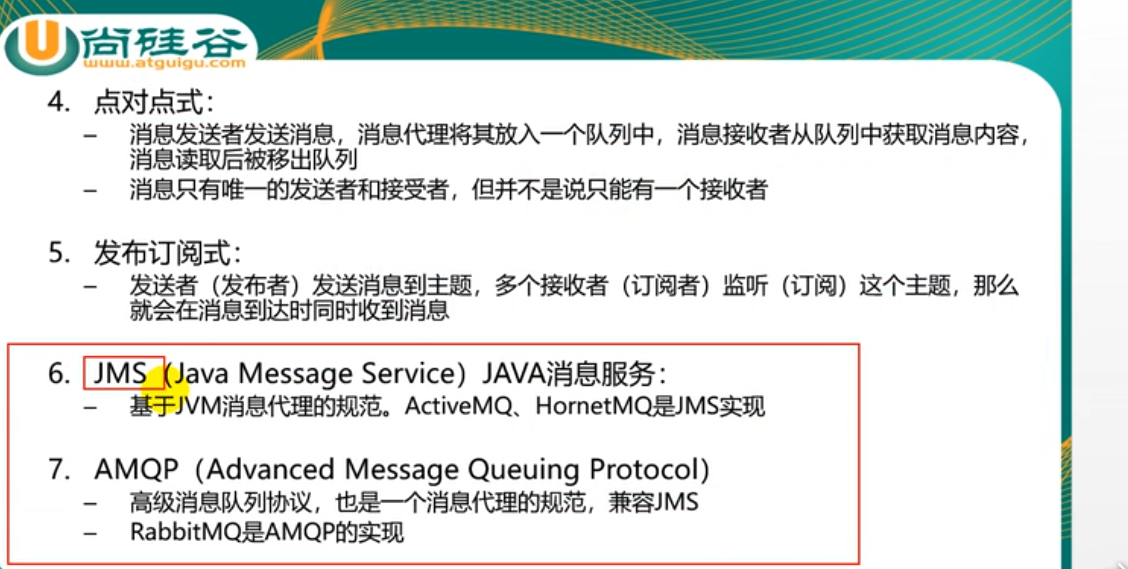 尚硅谷
www.atguigu.com
4. 点对点式:
– 消息发送者发送消息，消息代理将其放入一个队列中，消息接收者从队列中获取消息内容，
消息读取后被移出队列
– 消息只有唯一的发送者和接受者，但并不是说只能有一个接收者
5. 发布订阅式:
– 发送者（发布者）发送消息到主题，多个接收者（订阅者）监听（订阅）这个主题，那么
就会在消息到达时同时收到消息
6. JMS（Java Message Service）JAVA消息服务:
– 基于JVM消息代理的规范。ActiveMQ、HornetMQ是JMS实现
7. AMQP（Advanced Message Queuing Protocol）
– 高级消息队列协议，也是一个消息代理的规范，兼容JMS
– RabbitMQ是AMQP的实现